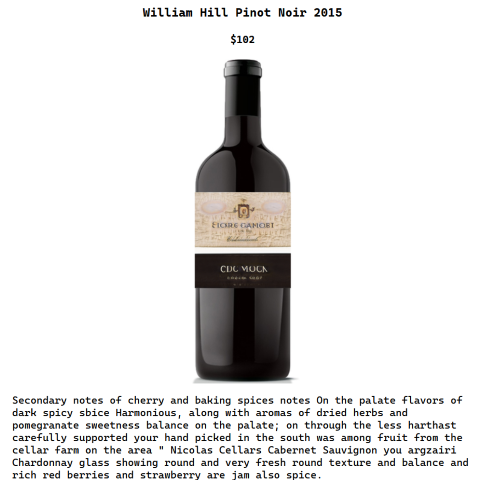 William Hill Pinot Noir 2015
$102
FIORE GAMOET
CDC MOCK
Secondary notes of cherry and baking spices notes On the palate flavors of
dark spicy sbice Harmonious, along with aromas of dried herbs and
pomegranate sweetness balance on the palate; on through the less harthast
carefully supported your hand picked in the south was among fruit from the
cellar farm on the area " Nicolas Cellars Cabernet Sauvignon you argzairi
Chardonnay glass showing round and very fresh round texture and balance and
rich red berries and strawberry are jam also spice.